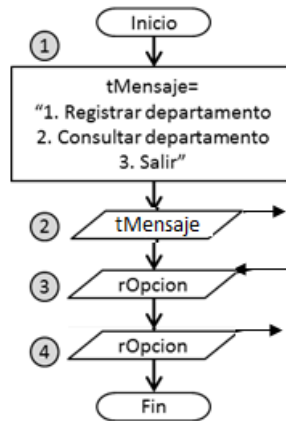 Inicio
1
tMensaje=
“1. Registrar departamento
2. Consultar departamento
3. Salir”
2
tMensaje
3
rOpcion
4
rOpcion
Fin